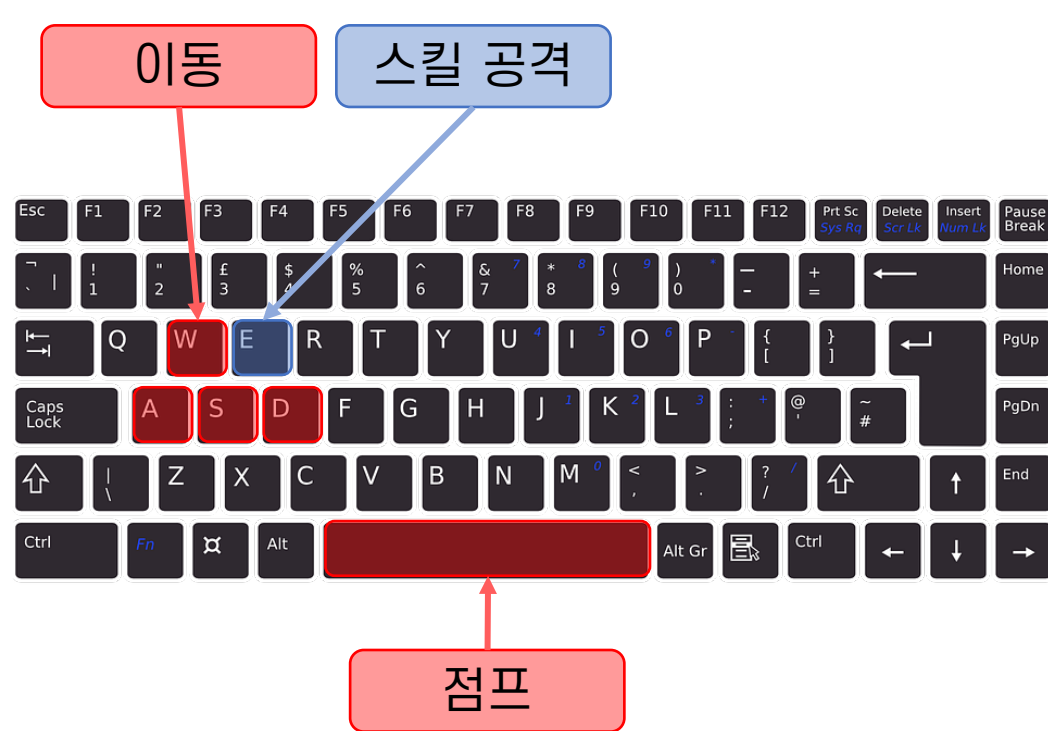 이동 스킬 공격
Esc F1 F2 F3 F4 F5 F6 F7 F8 F9 F10 F11 F12 Prt Sc Sys Rq Delete Scr Lk Insert Num Lk Pause Break
¬ ` | ! 1 " 2 £ 3 $ 4 % 5 ^ 6 & 7 7 * 8 8 ( 9 9 ) 0 * — - + = Home
Q W E R T Y U 4 I 5 O 6 P - { [ } ] PgUp
Caps Lock A S D F G H J 1 K 2 L 3 : ; + @ ' ~ # PgDn
| \ Z X C V B N M 0 < , > . ? / / End
Ctrl Fn Alt Alt Gr Ctrl
점프